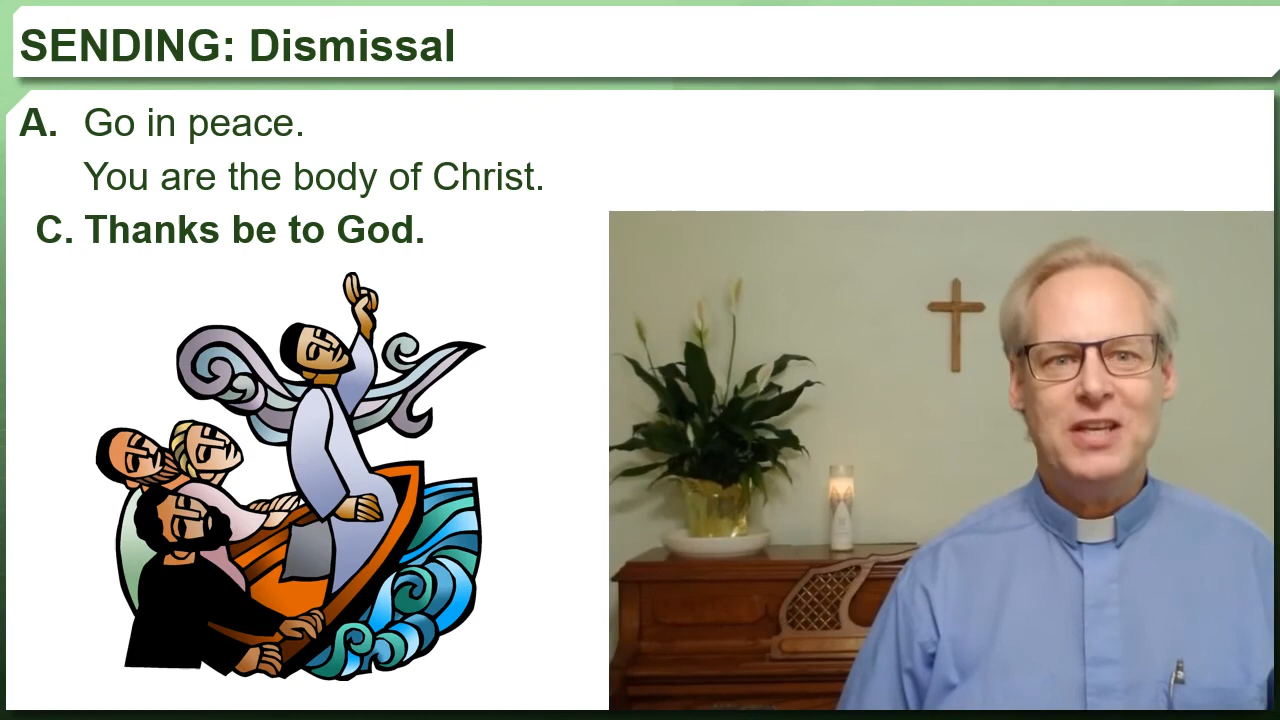 SENDING: Dismissal
A. Go in peace.
You are the body of Christ.
C. Thanks be to God.